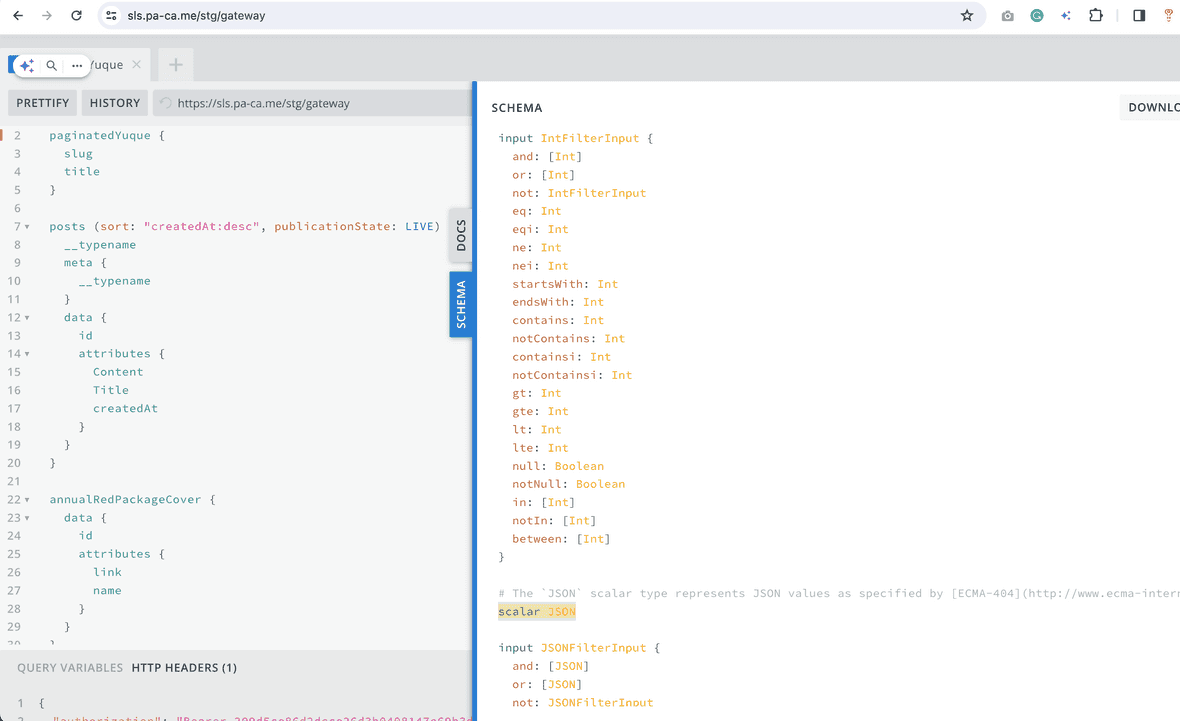 sls.pa-ca.me/stg/gateway
Yuque
PRETTIFY
HISTORY
https://sls.pa-ca.me/stg/gateway
2 paginatedYuque {
3 slug
4 title
5 }
6
7 posts (sort: "createdAt:desc", publicationState: LIVE)
8 __typename
9 meta {
10 __typename
11 }
12 data {
13 id
14 attributes {
15 Content
16 Title
17 createdAt
18 }
19 }
20 }
21
22 annualRedPackageCover {
23 data {
24 id
25 attributes {
26 link
27 name
28 }
29 }
QUERY VARIABLES HTTP HEADERS (1)
1 {
2 "authorization": "Bearer
DOCS
SCHEMA
SCHEMA
DOWNLO
input IntFilterInput {
and: [Int]
or: [Int]
not: IntFilterInput
eq: Int
eqi: Int
ne: Int
nei: Int
startsWith: Int
endsWith: Int
contains: Int
notContains: Int
containsi: Int
notContainsi: Int
gt: Int
gte: Int
lt: Int
lte: Int
null: Boolean
notNull: Boolean
in: [Int]
notIn: [Int]
between: [Int]
}
# The `JSON` scalar type represents JSON values as specified by [ECMA-404](http://www.ecma-intern
scalar JSON
input JSONFilterInput {
and: [JSON]
or: [JSON]
not: JSONFilterInput